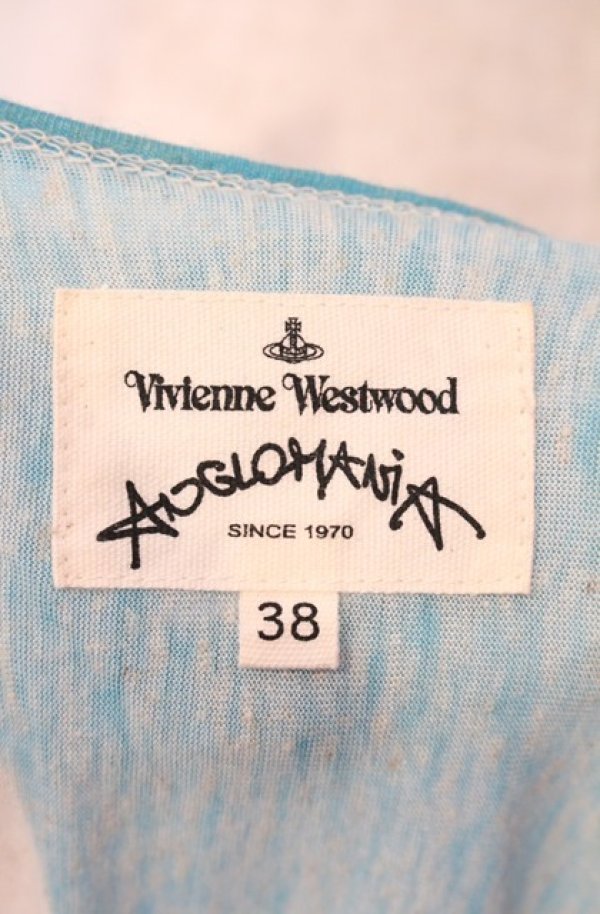 Vivienne Westwood
ANGLOMANiA
SINCE 1970
38